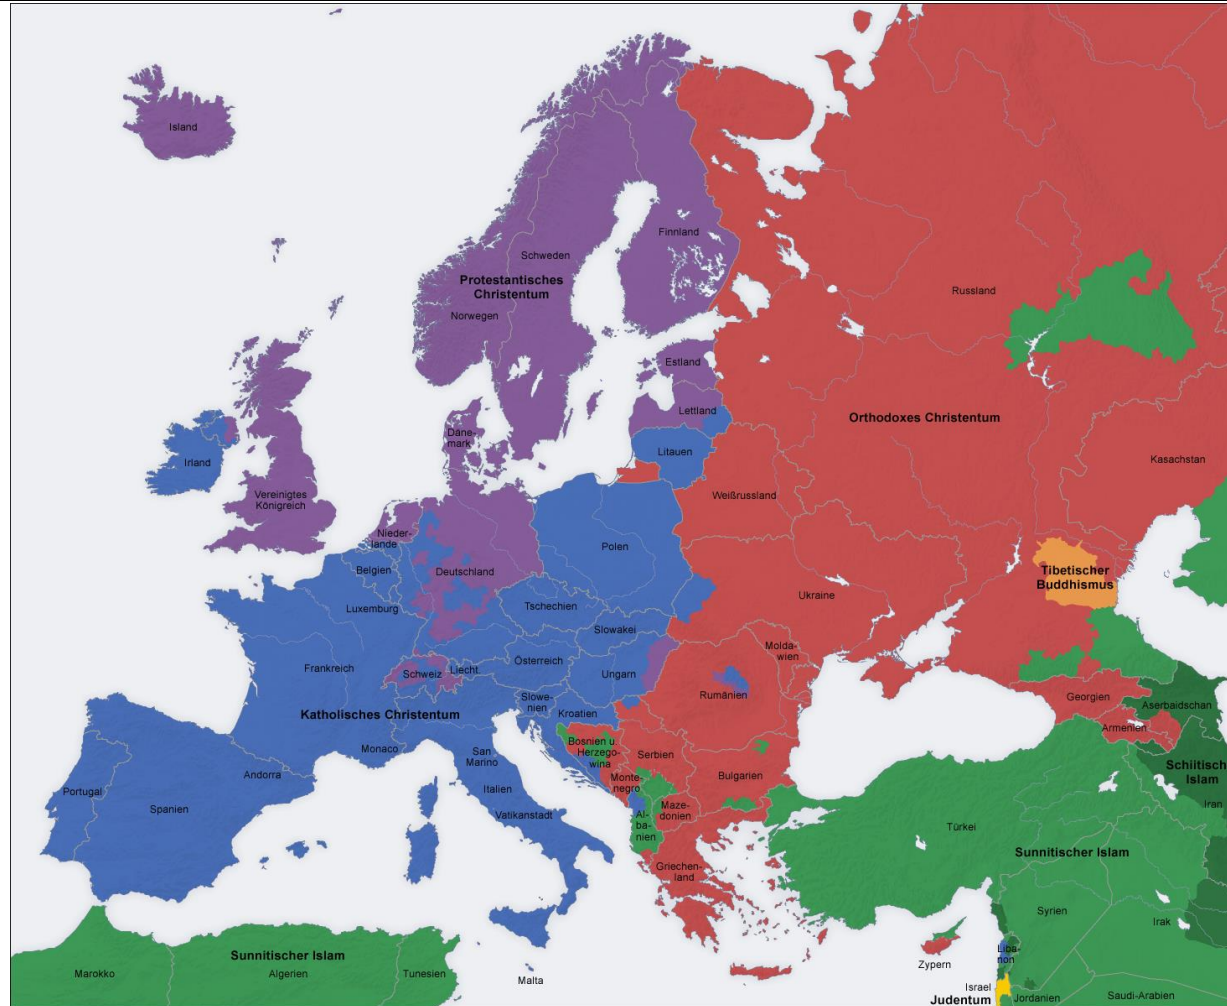 Island
Finnland
Schweden
Protestantisches
Christentum
Norwegen
Russland
Estland
Lettland
Orthodoxes Christentum
Däne-
mark
Litauen
Irland
Kasachstan
Vereinigtes
Königreich
Weißrussland
Nieder-
lande
Polen
Belgien
Deutschland
Tibetischer
Buddhismus
Luxemburg
Tschechien
Ukraine
Slowakei
Molda-
wien
Frankreich
Schweiz
Liecht.
Österreich
Ungarn
Rumänien
Slowe-
nien
Georgien
Aserbaidschan
Katholisches Christentum
Kroatien
Armenien
Bosnien u.
Herzego-
wina
Serbien
Monaco
San
Marino
Schiitisch
Islam
Andorra
Monte-
negro
Bulgarien
Portugal
Spanien
Italien
Iran
Vatikanstadt
Al-
ba-
nien
Maze-
donien
Türkei
Sunnitischer Islam
Griechen-
land
Syrien
Irak
Sunnitischer Islam
Marokko
Algerien
Tunesien
Malta
Zypern
Liba-
non
Israel
Judentum
Jordanien
Saudi-Arabien